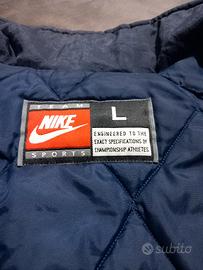 TEAM
NIKE
SPORTS
L
ENGINEERED TO THE
EXACT SPECIFICATIONS OF
CHAMPIONSHIP ATHLETES
subito